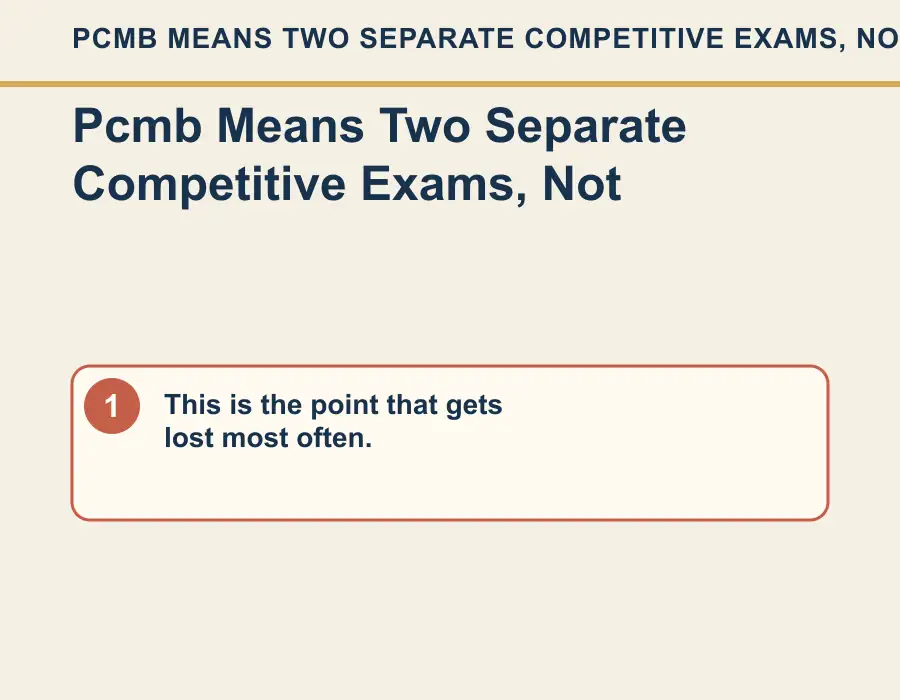 PCMB MEANS TWO SEPARATE COMPETITIVE EXAMS, NO
Pcmb Means Two Separate
Competitive Exams, Not
1
This is the point that gets
lost most often.